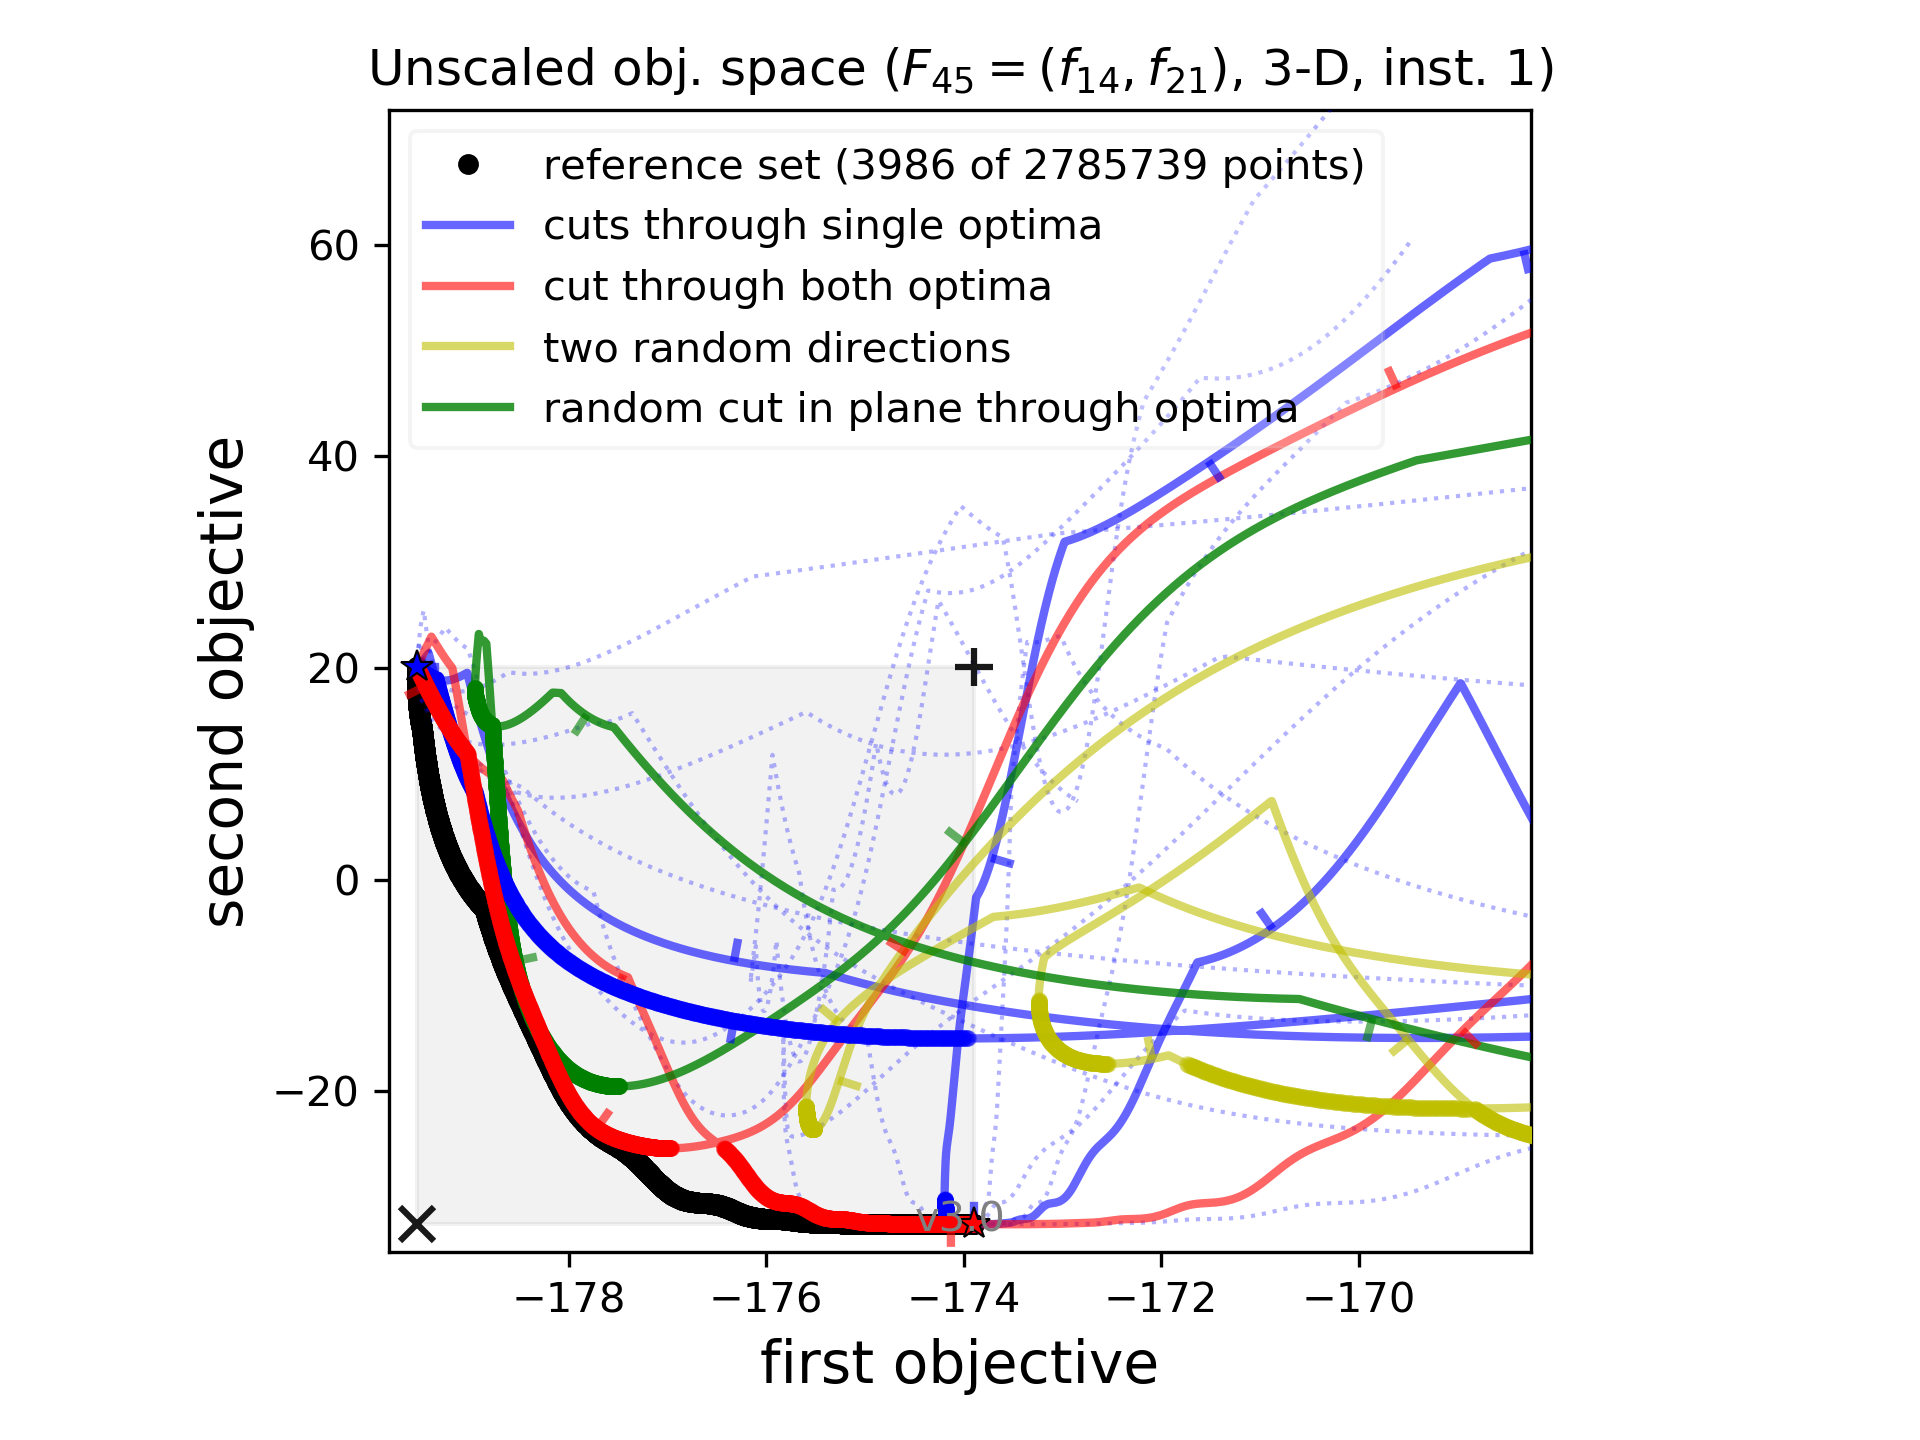 Unscaled obj. space (F₄₅ = (f₁₄, f₂₁), 3-D, inst. 1)
reference set (3986 of 2785739 points)
cuts through single optima
cut through both optima
two random directions
random cut in plane through optima
60
40
20
0
−20
second objective
v3.0
−178 −176 −174 −172 −170
first objective